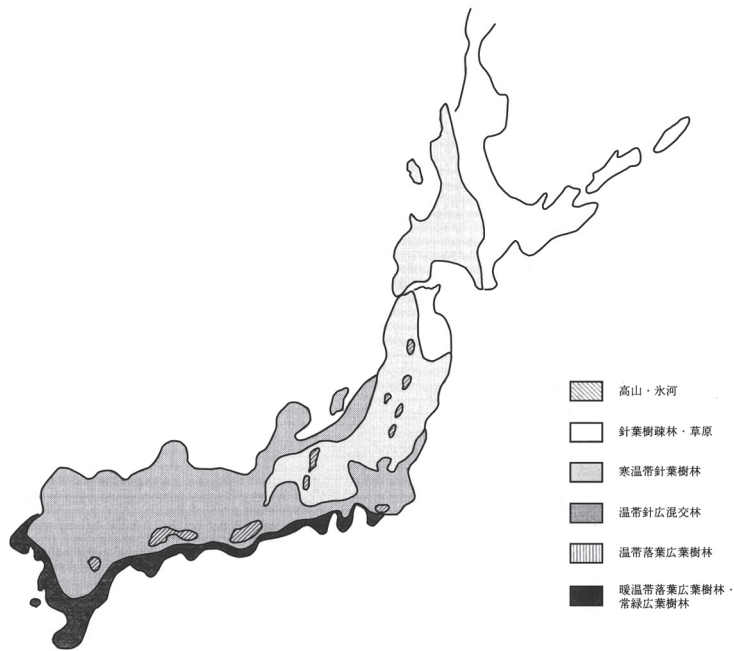 高山・氷河
針葉樹疎林・草原
寒温帯針葉樹林
温帯針広混交林
温帯落葉広葉樹林
暖温帯落葉広葉樹林・
常緑広葉樹林